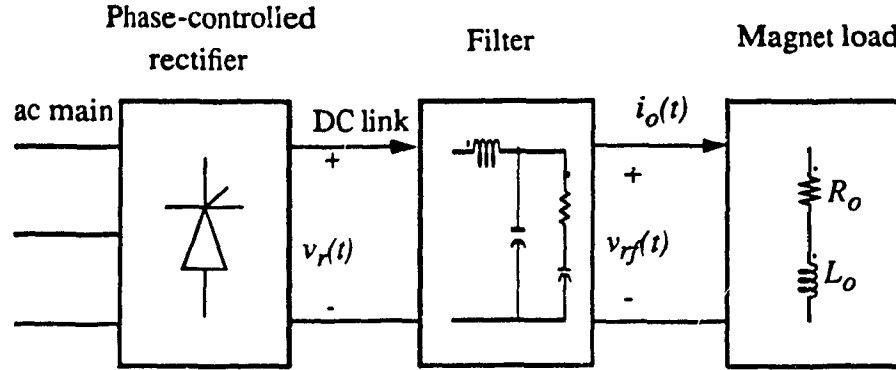 Phase-controlled
rectifier
Filter
Magnet load
ac main
DC link
i_o(t)
+
+
R_o
v_r(t)
v_rf(t)
L_o
-
-